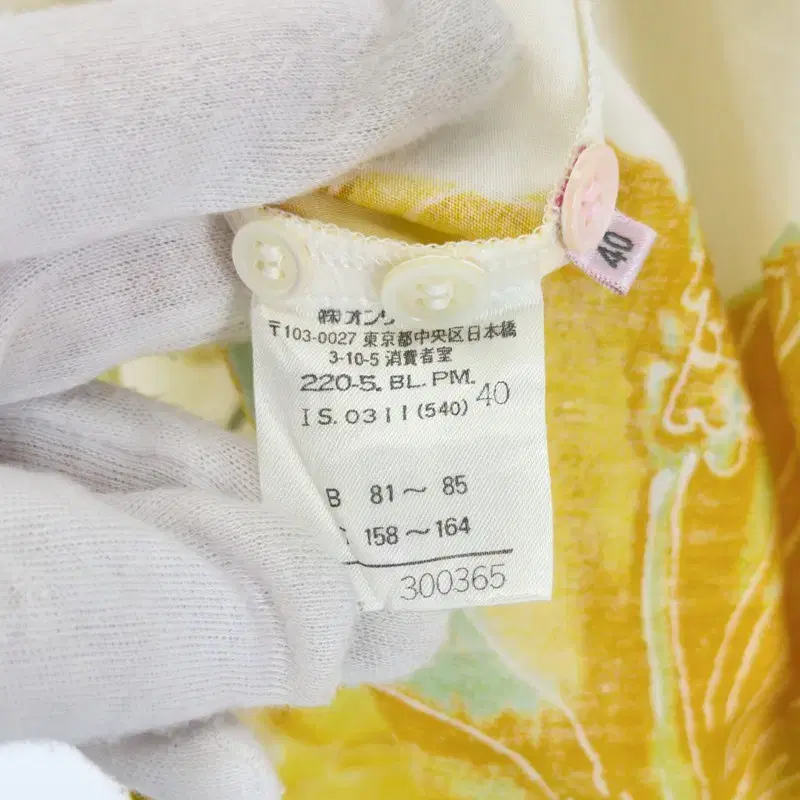 ㈱オン
〒103-0027 東京都中央区日本橋
3-10-5 消費者室
220-5. BL. PM.
IS. 0311(540) 40
B 81～ 85
158～164
300365
40